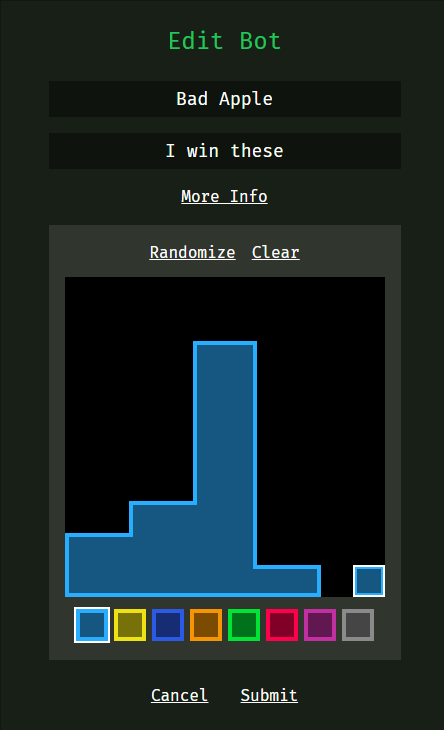 Edit Bot
Bad Apple
I win these
More Info
Randomize Clear
Cancel Submit